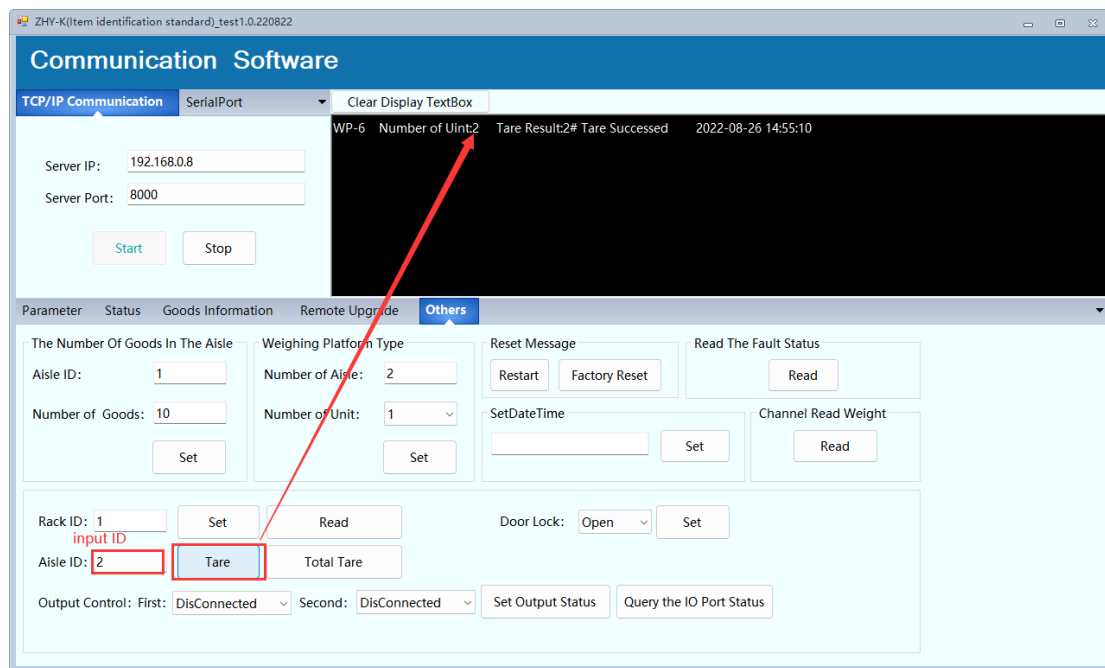 ZHY-K(Item identification standard)_test1.0.220822
Communication Software
TCP/IP Communication SerialPort Clear Display TextBox
WP-6 Number of Uint:2 Tare Result:2# Tare Successed 2022-08-26 14:55:10
Server IP: 192.168.0.8
Server Port: 8000
Start Stop
Parameter Status Goods Information Remote Upgrade Others
The Number Of Goods In The Aisle Weighing Platform Type Reset Message Read The Fault Status
Aisle ID: 1 Number of Aisle: 2 Restart Factory Reset Read
Number of Goods: 10 Number of Unit: 1 SetDateTime Channel Read Weight
Set Set Set Read
Rack ID: 1 Set Read Door Lock: Open Set
input ID
Aisle ID: 2 Tare Total Tare
Output Control: First: DisConnected Second: DisConnected Set Output Status Query the IO Port Status